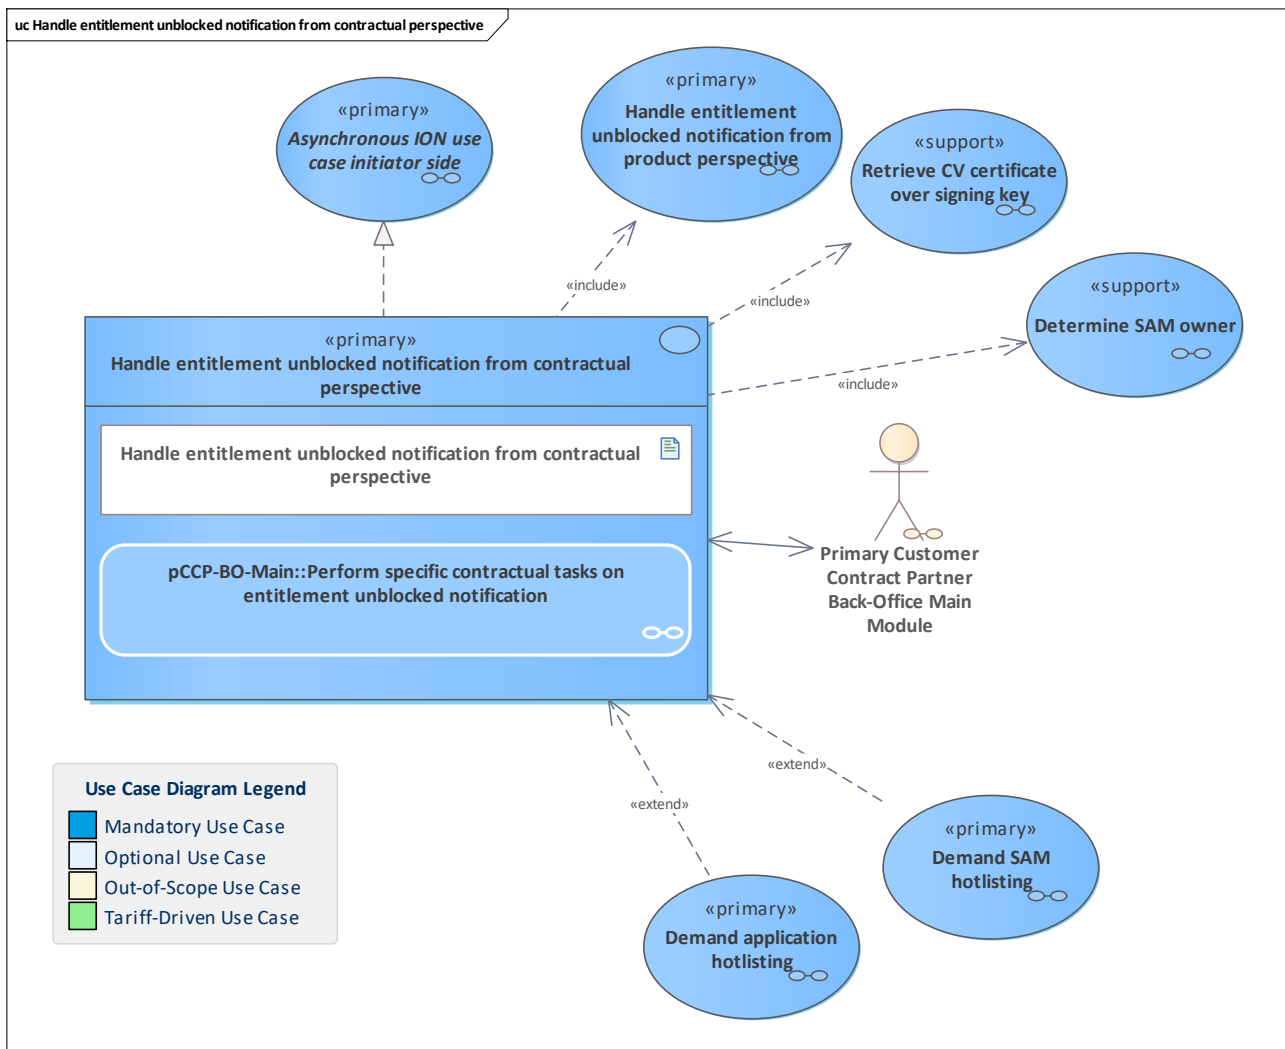 uc Handle entitlement unblocked notification from contractual perspective
«primary»
Asynchronous ION use
case initiator side
«primary»
Handle entitlement
unblocked notification from
product perspective
«support»
Retrieve CV certificate
over signing key
«support»
Determine SAM owner
«include»
«include»
«include»
«primary»
Handle entitlement unblocked notification from contractual
perspective
Handle entitlement unblocked notification from contractual
perspective
pCCP-BO-Main::Perform specific contractual tasks on
entitlement unblocked notification
Primary Customer
Contract Partner
Back-Office Main
Module
«extend»
«extend»
«primary»
Demand SAM
hotlisting
«primary»
Demand application
hotlisting
Use Case Diagram Legend
Mandatory Use Case
Optional Use Case
Out-of-Scope Use Case
Tariff-Driven Use Case